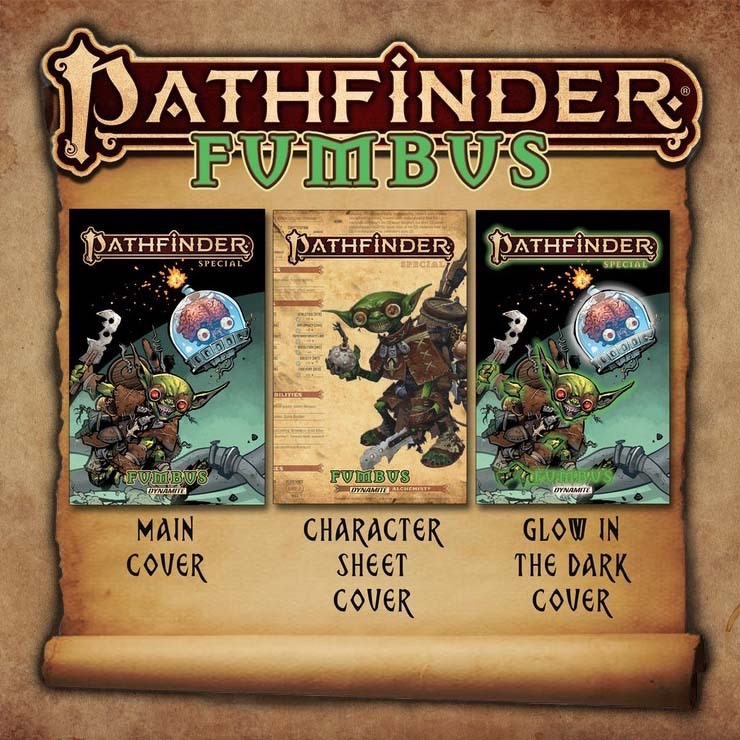 PATHFINDER®
FUMBUS
PATHFINDER
SPECIAL
FUMBUS
DYNAMITE
PATHFINDER
SPECIAL
FUMBUS
DYNAMITE ALCHEMIST
PATHFINDER
SPECIAL
FUMBUS
DYNAMITE
MAIN
COVER
CHARACTER
SHEET
COVER
GLOW IN
THE DARK
COVER